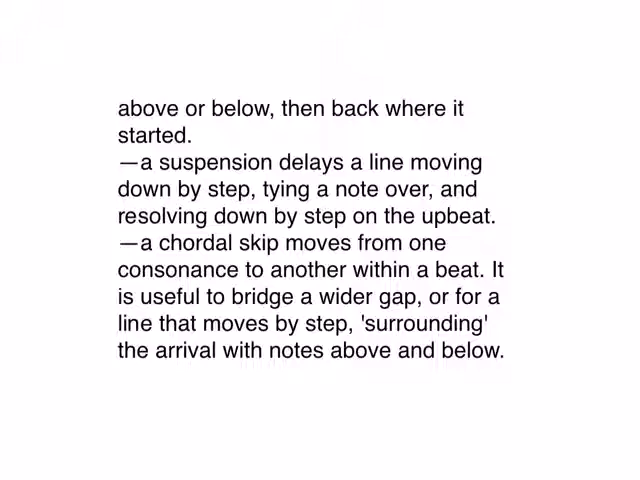 above or below, then back where it
started.
—a suspension delays a line moving
down by step, tying a note over, and
resolving down by step on the upbeat.
—a chordal skip moves from one
consonance to another within a beat. It
is useful to bridge a wider gap, or for a
line that moves by step, 'surrounding'
the arrival with notes above and below.